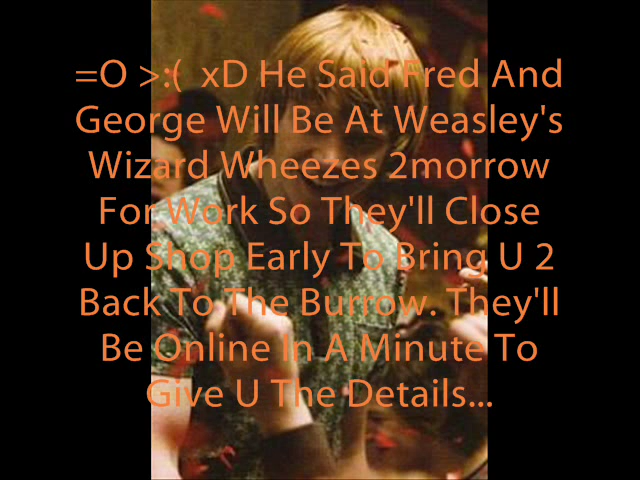 =O >:(  xD He Said Fred And
George Will Be At Weasley's
Wizard Wheezes 2morrow
For Work So They'll Close
Up Shop Early To Bring U 2
Back To The Burrow. They'll
Be Online In A Minute To
Give U The Details...